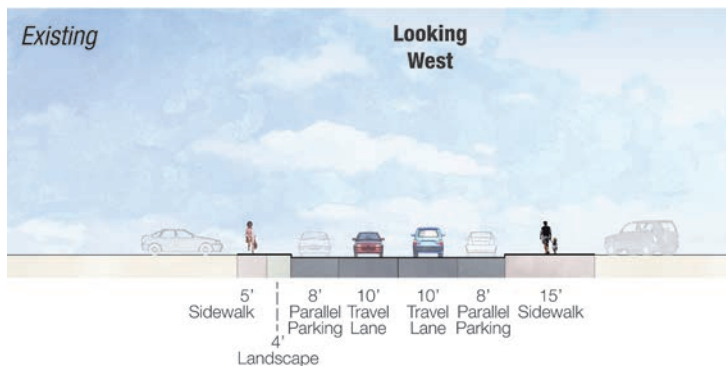 Existing
Looking
West
5’
Sidewalk
4’
Landscape
8’
Parallel
Parking
10’
Travel
Lane
10’
Travel
Lane
8’
Parallel
Parking
15’
Sidewalk